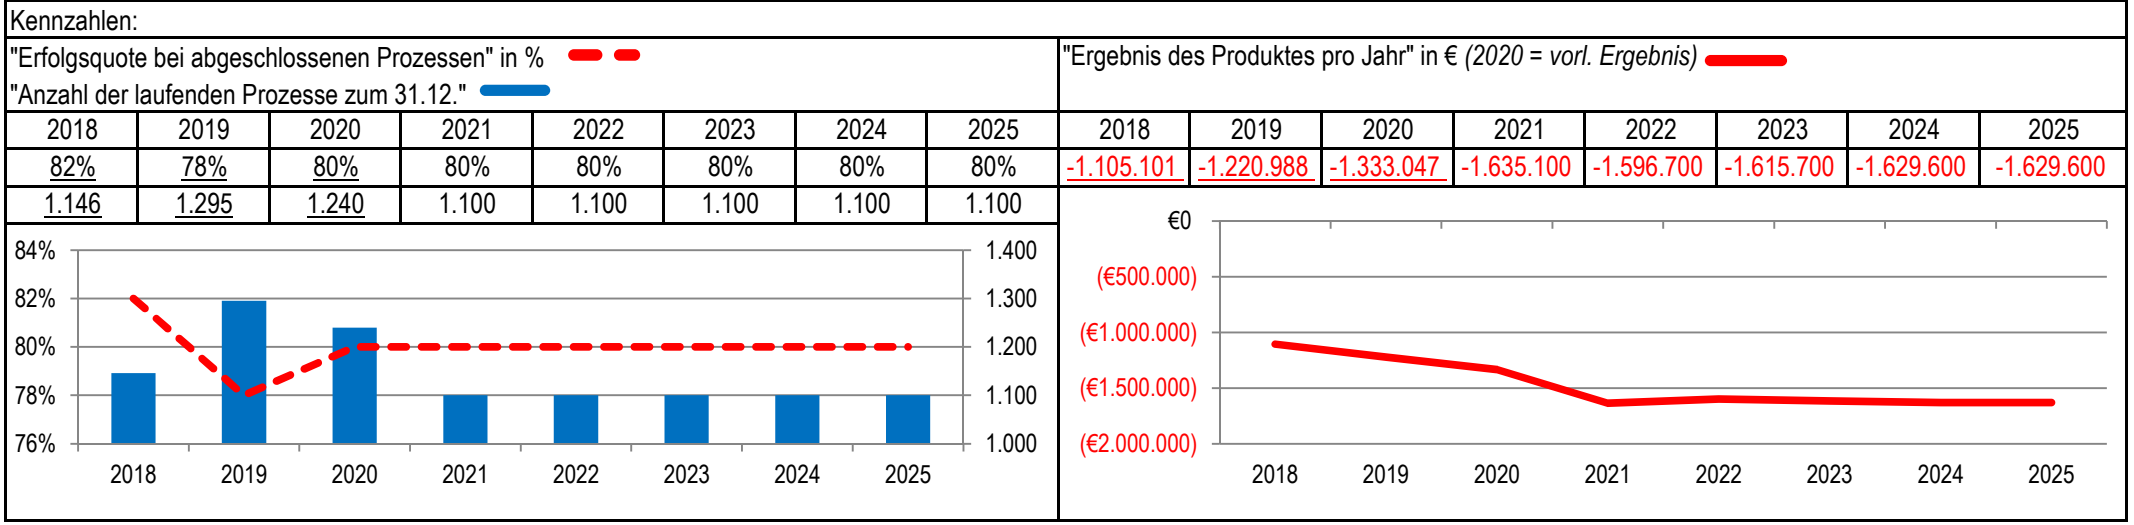 Kennzahlen:
"Erfolgsquote bei abgeschlossenen Prozessen" in %
"Anzahl der laufenden Prozesse zum 31.12."
2018 2019 2020 2021 2022 2023 2024 2025
82% 78% 80% 80% 80% 80% 80% 80%
1.146 1.295 1.240 1.100 1.100 1.100 1.100 1.100
84%
82%
80%
78%
76%
1.400
1.300
1.200
1.100
1.000
2018 2019 2020 2021 2022 2023 2024 2025
"Ergebnis des Produktes pro Jahr" in € (2020 = vorl. Ergebnis)
2018 2019 2020 2021 2022 2023 2024 2025
-1.105.101 -1.220.988 -1.333.047 -1.635.100 -1.596.700 -1.615.700 -1.629.600 -1.629.600
€0
(€500.000)
(€1.000.000)
(€1.500.000)
(€2.000.000)
2018 2019 2020 2021 2022 2023 2024 2025